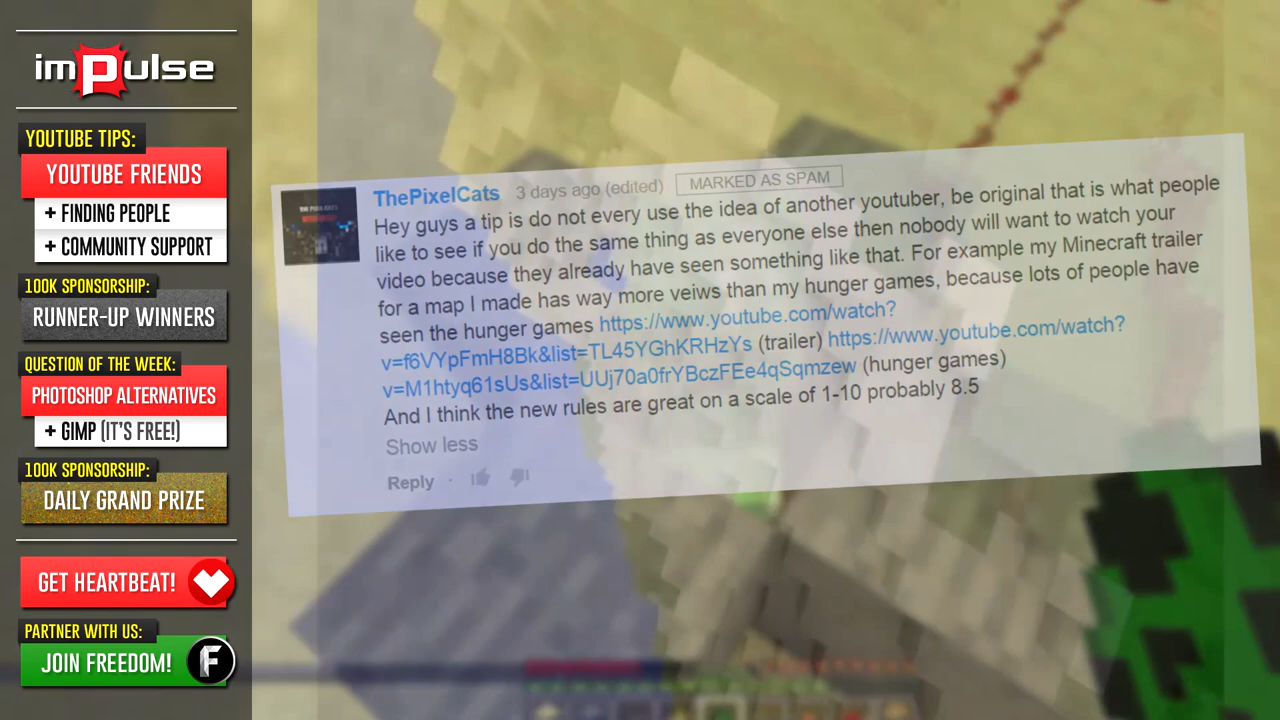 imPulse
YOUTUBE TIPS:
YOUTUBE FRIENDS
+ FINDING PEOPLE
+ COMMUNITY SUPPORT
100K SPONSORSHIP:
RUNNER-UP WINNERS
QUESTION OF THE WEEK:
PHOTOSHOP ALTERNATIVES
+ GIMP (IT'S FREE!)
100K SPONSORSHIP:
DAILY GRAND PRIZE
GET HEARTBEAT!
PARTNER WITH US:
JOIN FREEDOM! F
ThePixelCats 3 days ago (edited) MARKED AS SPAM
Hey guys a tip is do not every use the idea of another youtuber, be original that is what people
like to see if you do the same thing as everyone else then nobody will want to watch your
video because they already have seen something like that. For example my Minecraft trailer
for a map I made has way more veiws than my hunger games, because lots of people have
seen the hunger games https://www.youtube.com/watch?
v=f6VYpFmH8Bk&list=TL45YGhKRHzYs (trailer) https://www.youtube.com/watch?
v=M1htyq61sUs&list=UUj70a0frYBczFEe4qSqmzew (hunger games)
And I think the new rules are great on a scale of 1-10 probably 8.5
Show less
Reply